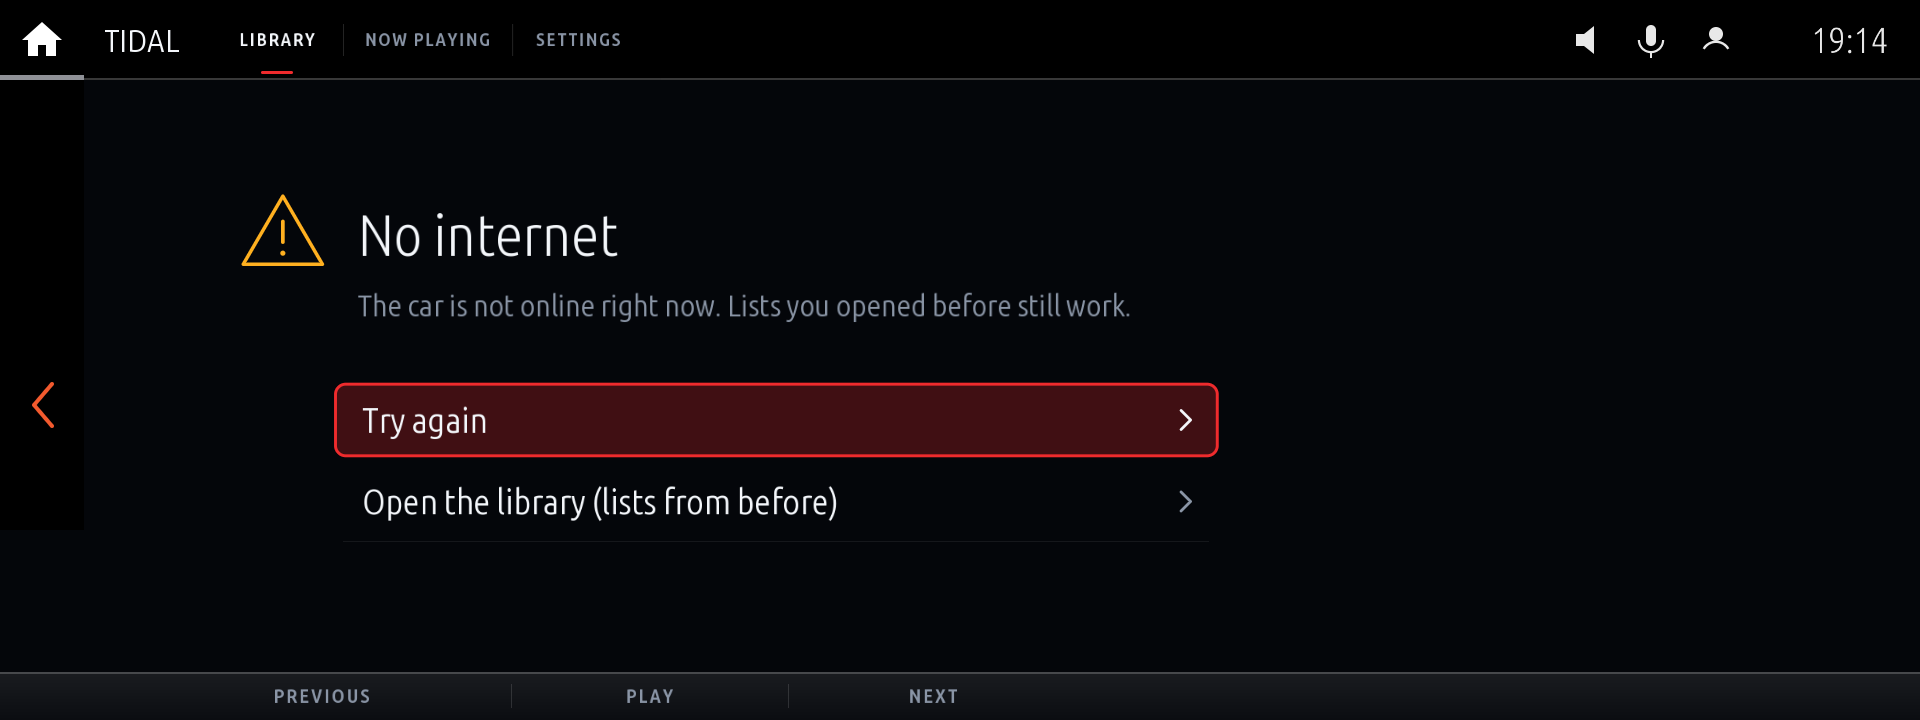 TIDAL
LIBRARY
NOW PLAYING
SETTINGS
19:14
No internet
The car is not online right now. Lists you opened before still work.
Try again
Open the library (lists from before)
PREVIOUS
PLAY
NEXT